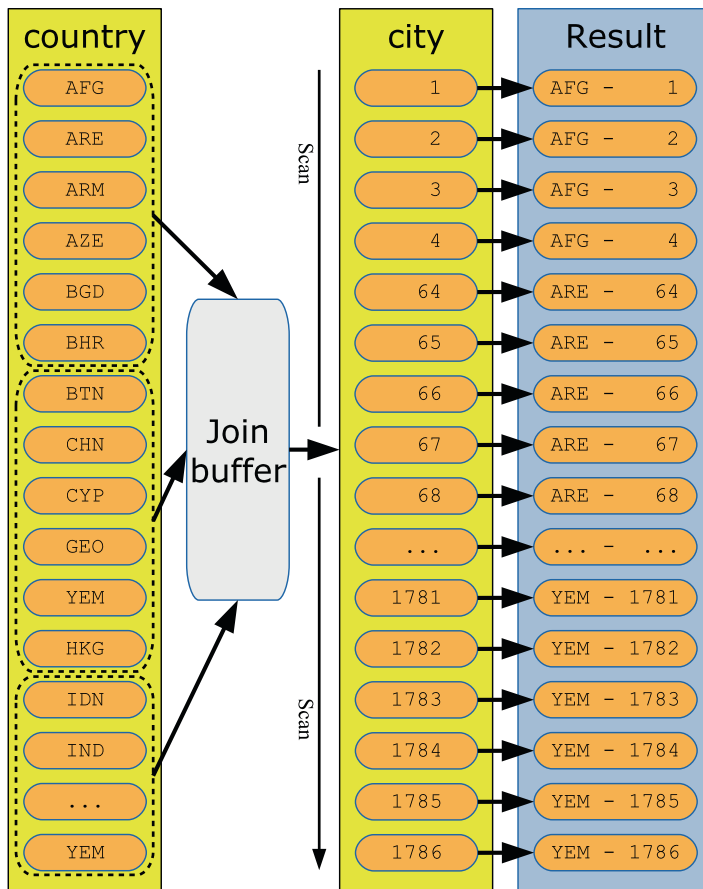 country
AFG
ARE
ARM
AZE
BGD
BHR
BTN
CHN
CYP
GEO
YEM
HKG
IDN
IND
...
YEM
Join
buffer
Scan
Scan
city
1
2
3
4
64
65
66
67
68
...
1781
1782
1783
1784
1785
1786
Result
AFG - 1
AFG - 2
AFG - 3
AFG - 4
ARE - 64
ARE - 65
ARE - 66
ARE - 67
ARE - 68
... - ...
YEM - 1781
YEM - 1782
YEM - 1783
YEM - 1784
YEM - 1785
YEM - 1786